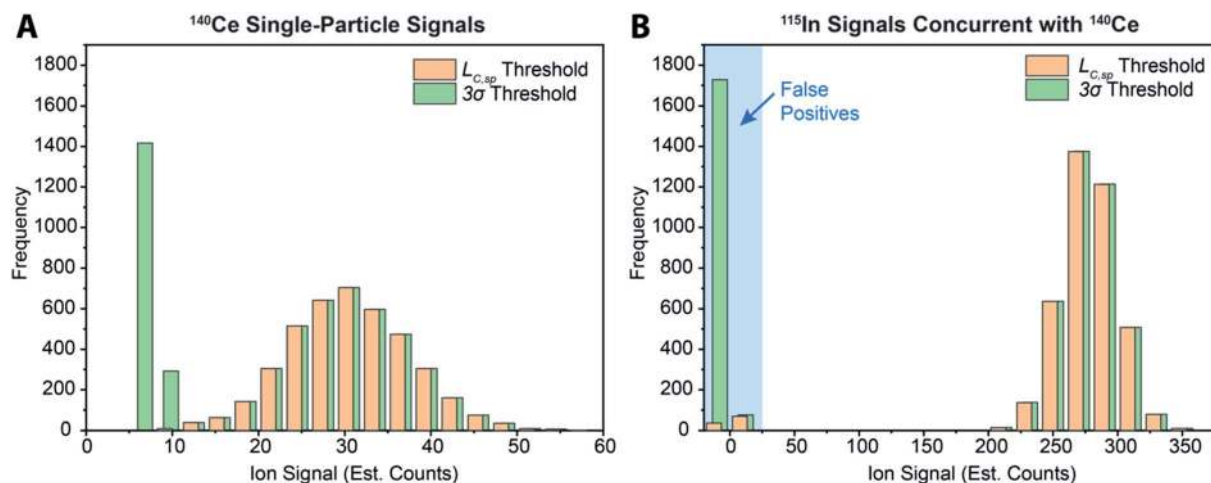 A
¹⁴⁰Ce Single-Particle Signals
L_C,sp Threshold
3σ Threshold
1800
1600
1400
1200
1000
800
600
400
200
0
Frequency
0 10 20 30 40 50 60
Ion Signal (Est. Counts)
B
¹¹⁵In Signals Concurrent with ¹⁴⁰Ce
L_C,sp Threshold
3σ Threshold
False
Positives
1800
1600
1400
1200
1000
800
600
400
200
0
Frequency
0 50 100 150 200 250 300 350
Ion Signal (Est. Counts)